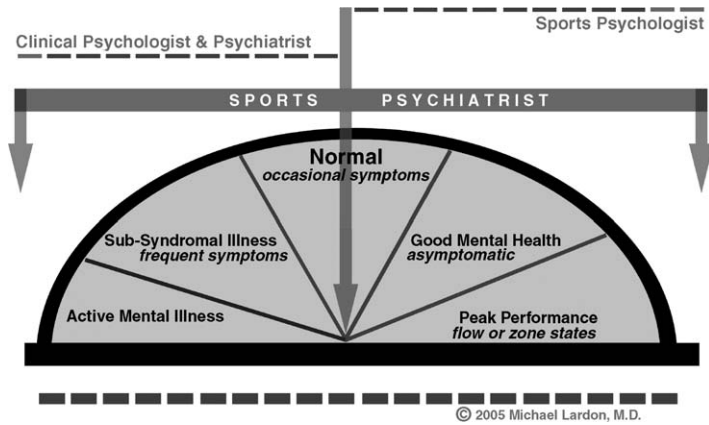 Sports Psychologist
Clinical Psychologist & Psychiatrist
SPORTS PSYCHIATRIST
Normal
occasional symptoms
Sub-Syndromal Illness
frequent symptoms
Good Mental Health
asymptomatic
Active Mental Illness
Peak Performance
flow or zone states
© 2005 Michael Lardon, M.D.